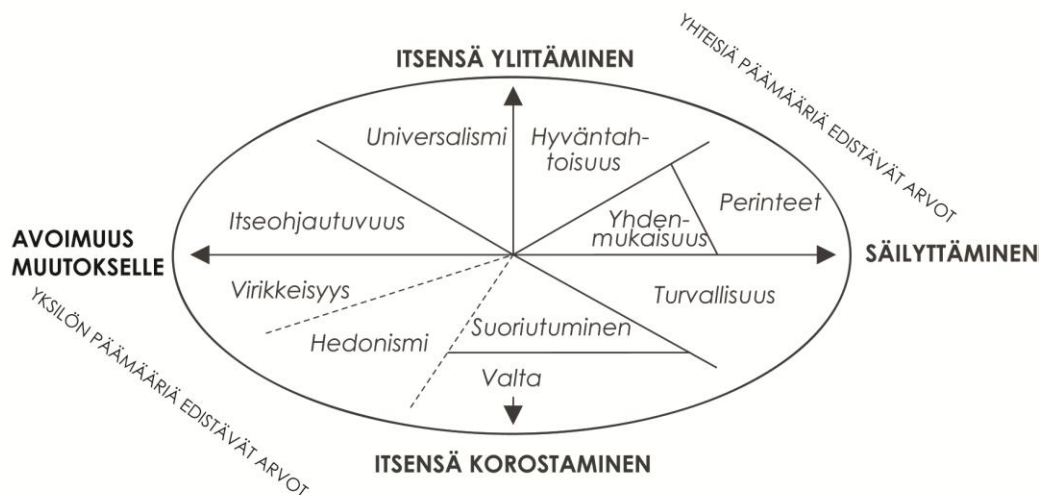 ITSENSÄ YLITTÄMINEN
YHTEISIÄ PÄÄMÄÄRIÄ EDISTÄVÄT ARVOT
Universalismi
Hyväntah-
toisuus
Perinteet
Itseohjautuvuus
Yhden-
mukaisuus
AVOIMUUS
MUUTOKSELLE
SÄILYTTÄMINEN
Virikkeisyys
Turvallisuus
Hedonismi
Suoriutuminen
Valta
YKSILÖN PÄÄMÄÄRIÄ EDISTÄVÄT ARVOT
ITSENSÄ KOROSTAMINEN